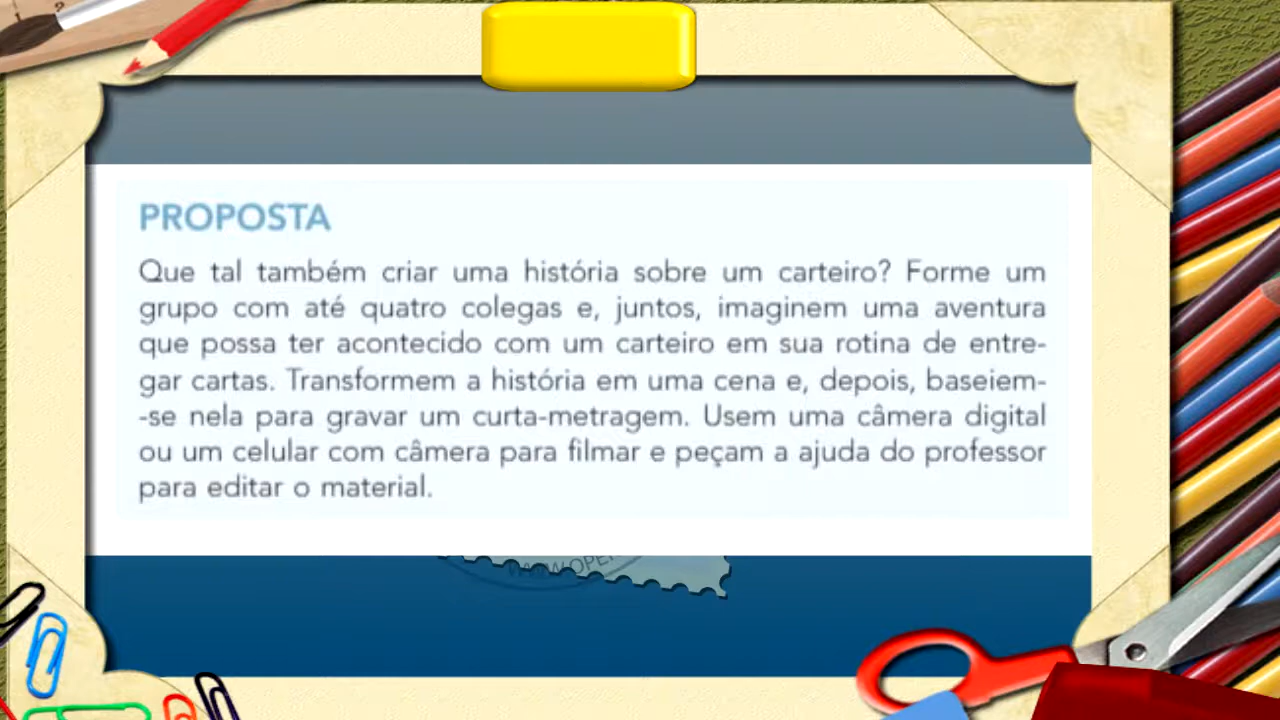 PROPOSTA
Que tal também criar uma história sobre um carteiro? Forme um
grupo com até quatro colegas e, juntos, imaginem uma aventura
que possa ter acontecido com um carteiro em sua rotina de entre-
gar cartas. Transformem a história em uma cena e, depois, baseiem-
-se nela para gravar um curta-metragem. Usem uma câmera digital
ou um celular com câmera para filmar e peçam a ajuda do professor
para editar o material.